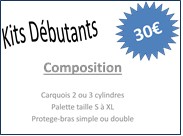 Kits Débutants
30€
Composition
Carquois 2 ou 3 cylindres
Palette taille S à XL
Protege-bras simple ou double